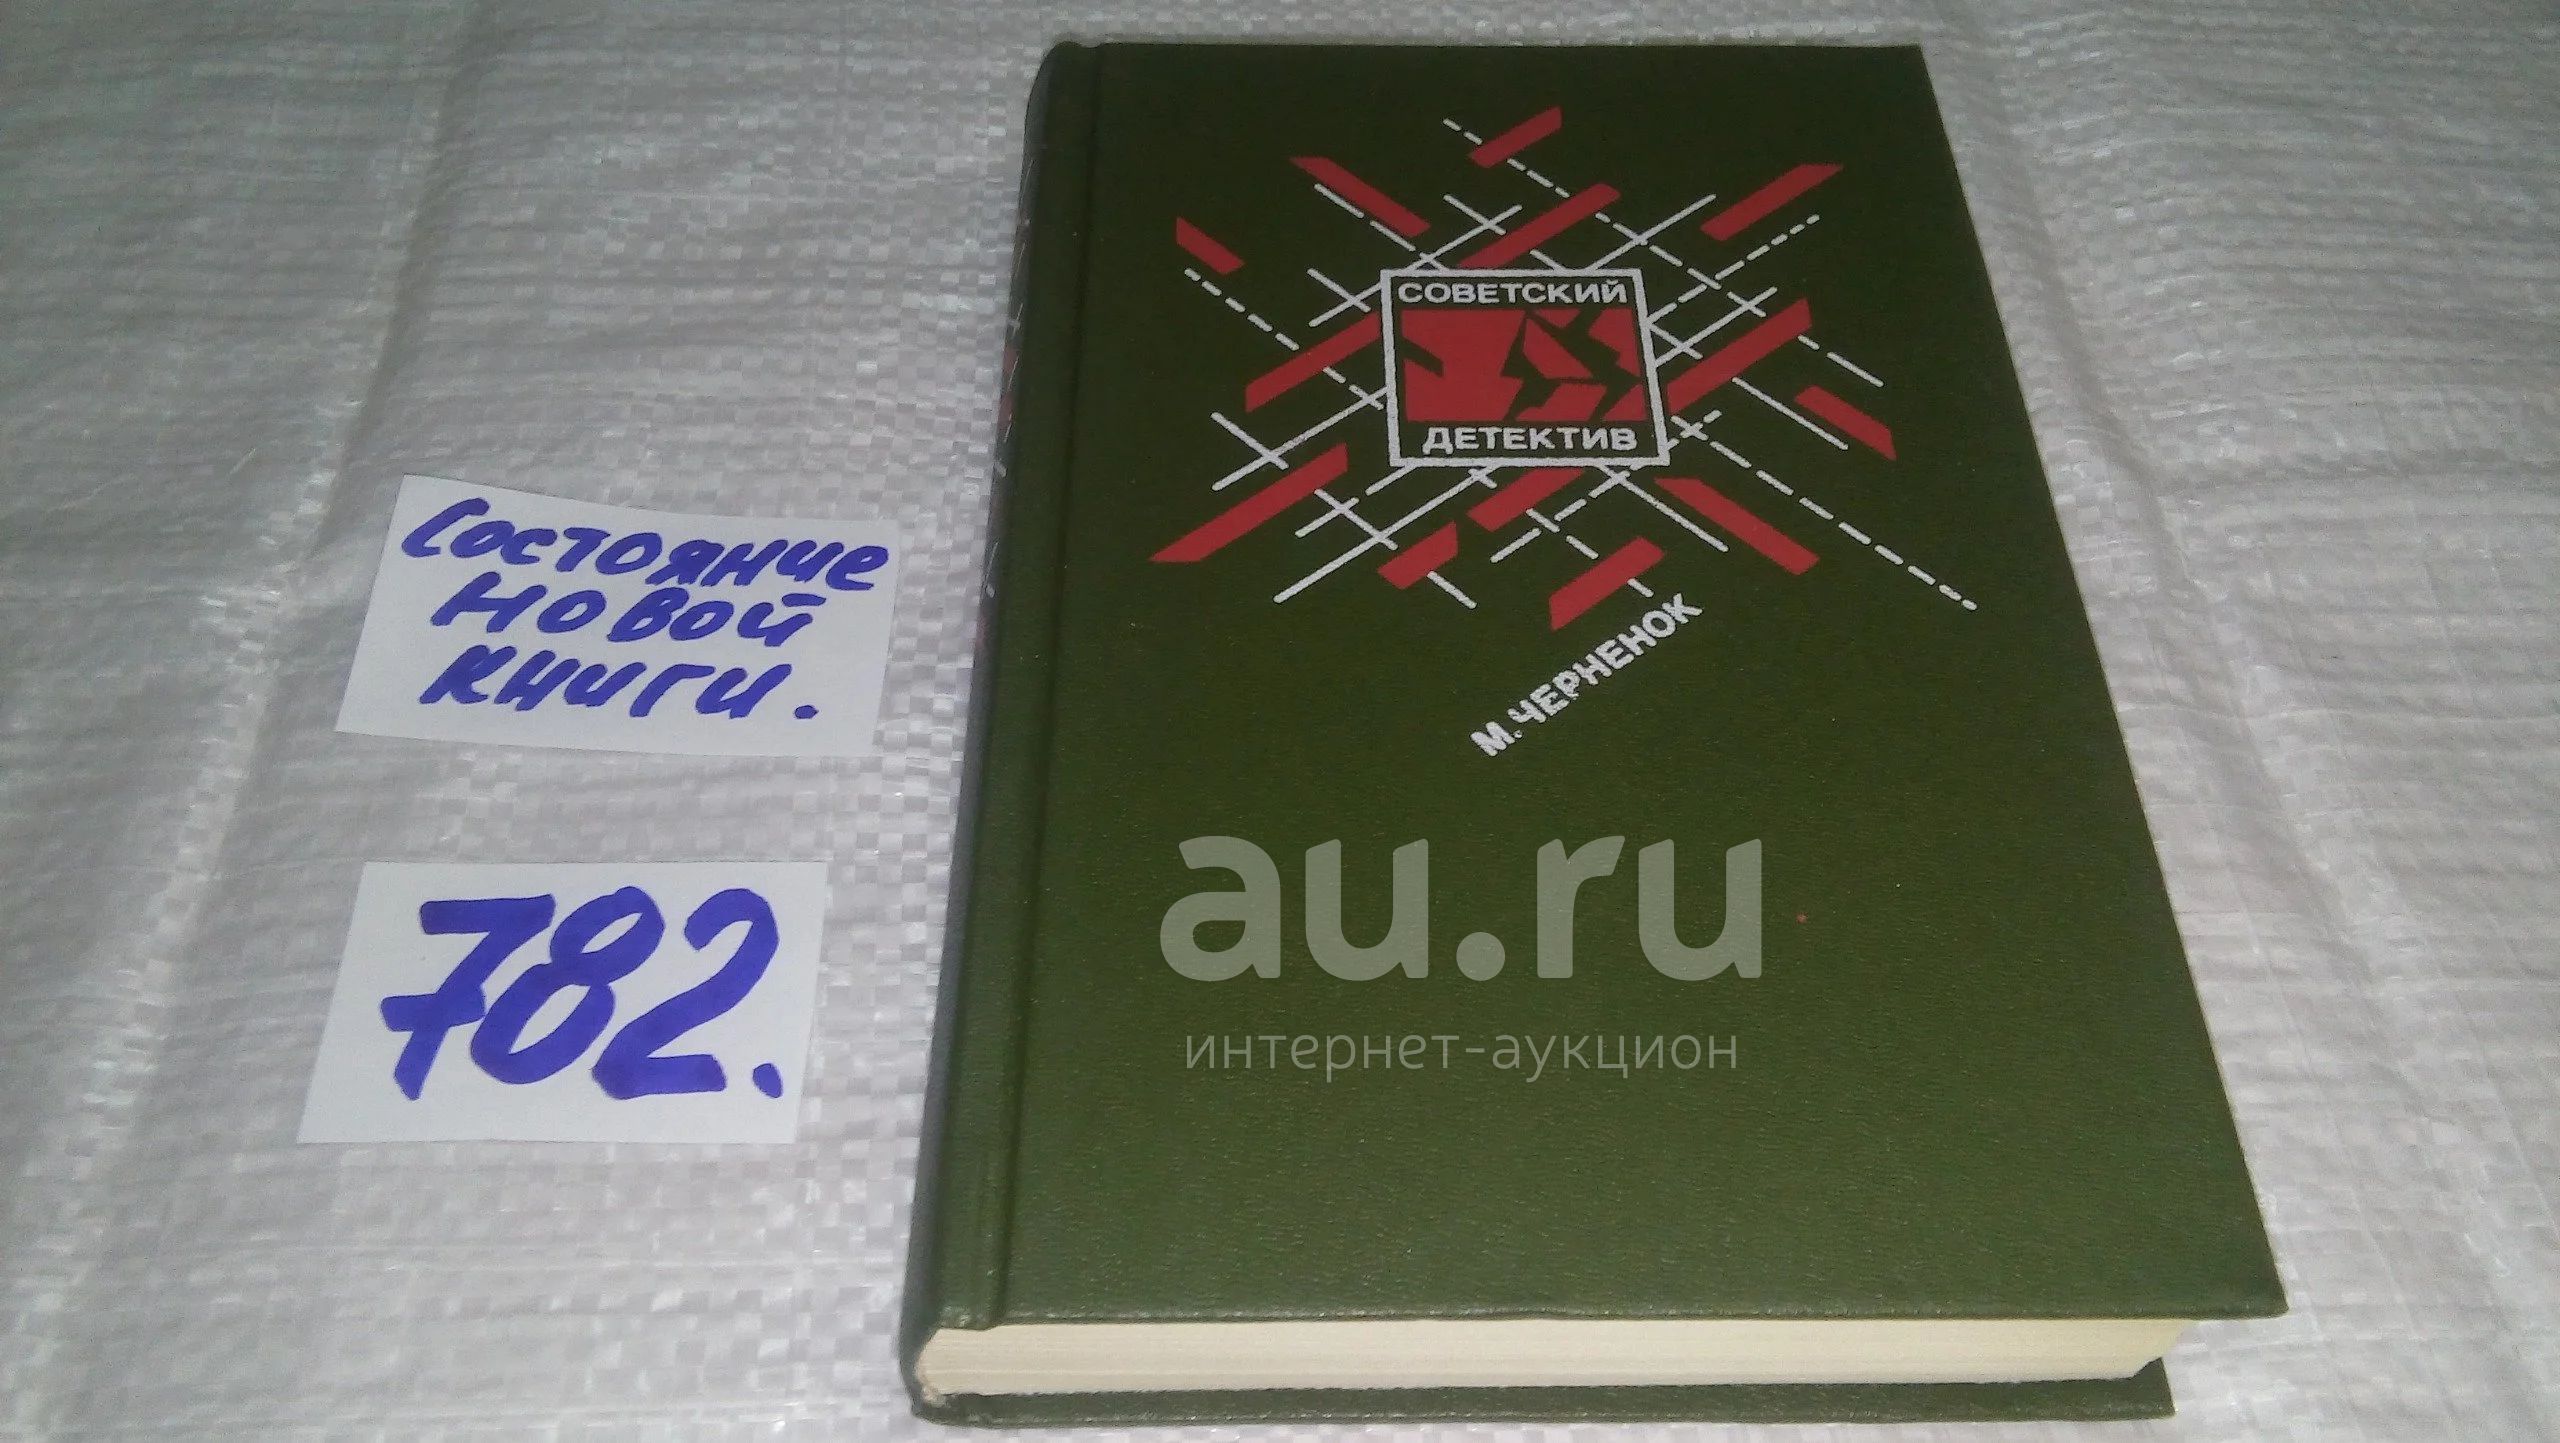 Состояние
новой
книги.
782.
СОВЕТСКИЙ
ДЕТЕКТИВ
М. ЧЕРНЕНОК
au.ru
интернет-аукцион